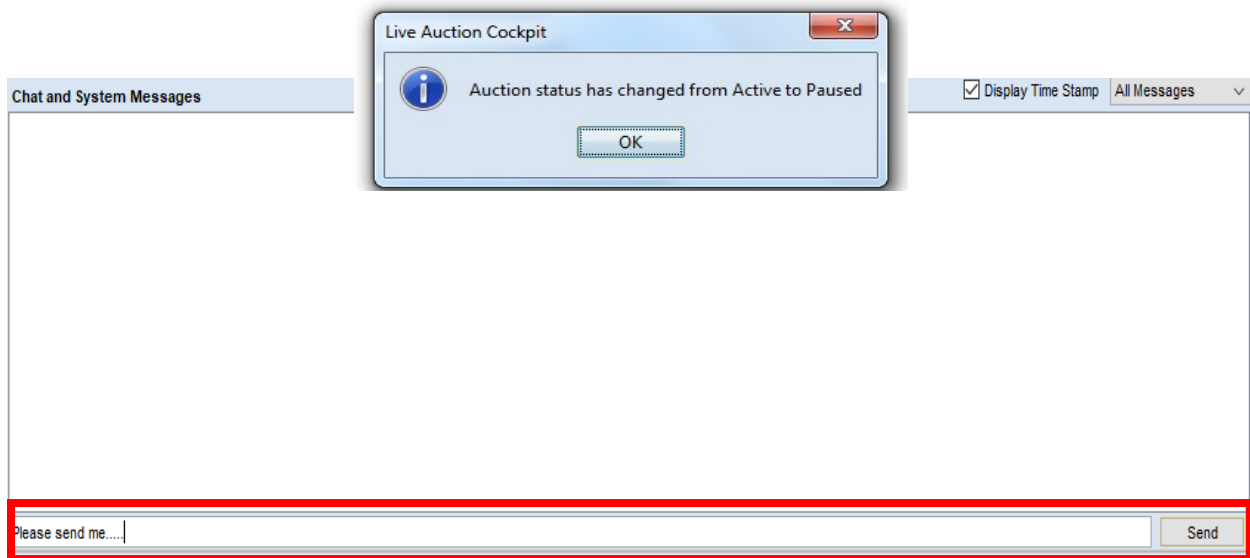 Live Auction Cockpit
Auction status has changed from Active to Paused
OK
Chat and System Messages
Display Time Stamp
All Messages
Please send me.....
Send